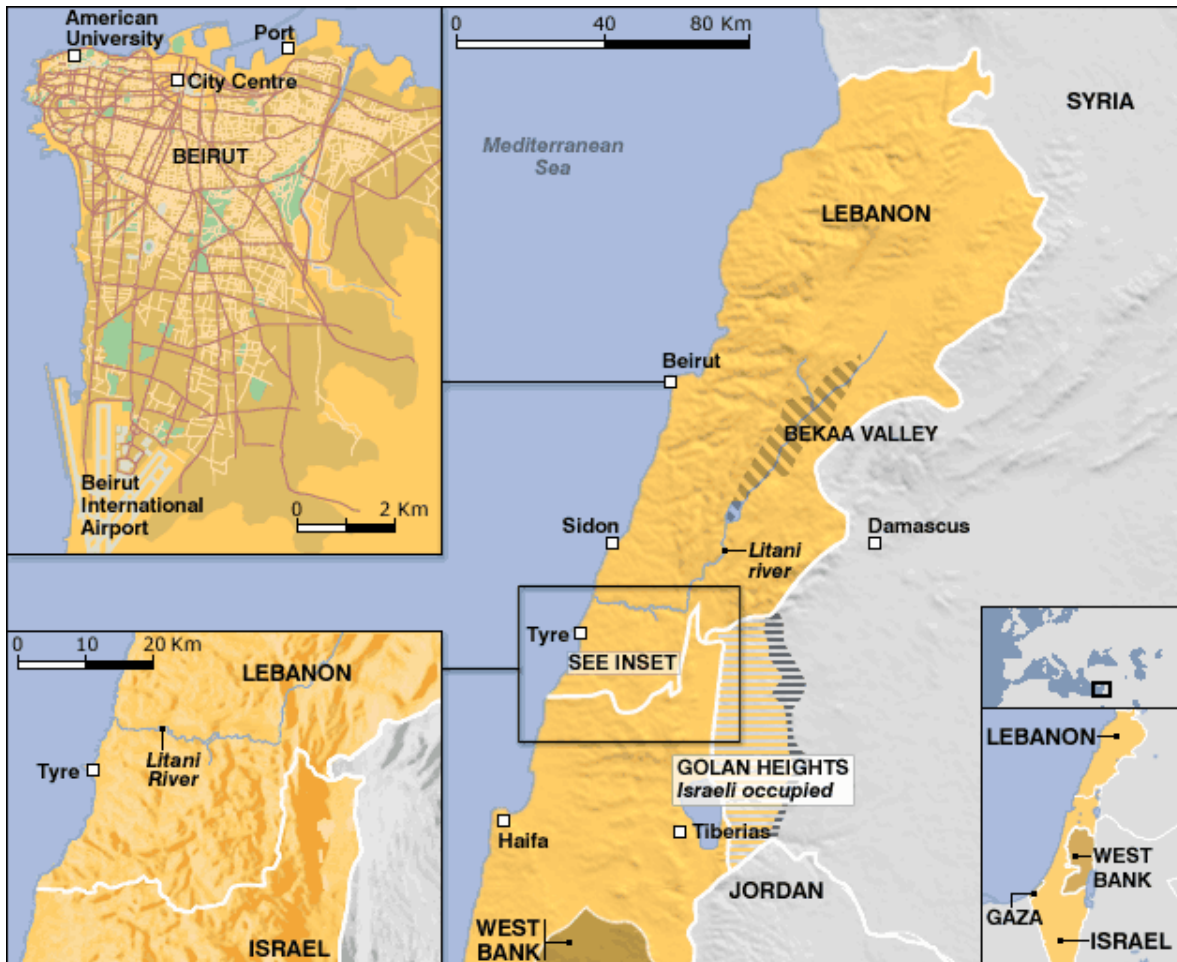 American
University
Port
City Centre
BEIRUT
Beirut
International
Airport
0 2 Km
0 40 80 Km
Mediterranean
Sea
SYRIA
LEBANON
Beirut
BEKAA VALLEY
Sidon
Damascus
Litani
river
Tyre
SEE INSET
GOLAN HEIGHTS
Israeli occupied
Haifa
Tiberias
JORDAN
WEST
BANK
0 10 20 Km
LEBANON
Litani
River
Tyre
ISRAEL
LEBANON
WEST
BANK
GAZA
ISRAEL